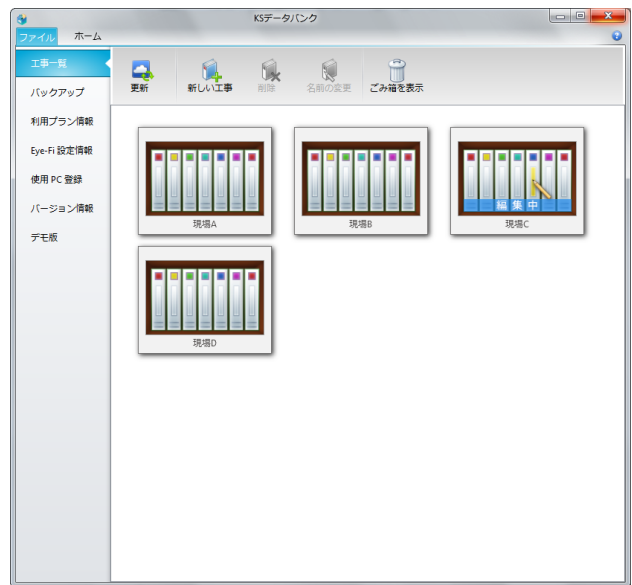 KSデータバンク
ファイル ホーム
工事一覧
バックアップ
利用プラン情報
Eye-Fi 設定情報
使用 PC 登録
バージョン情報
デモ版
更新 新しい工事 削除 名前の変更 ごみ箱を表示
現場A 現場B 編集中
現場C
現場D